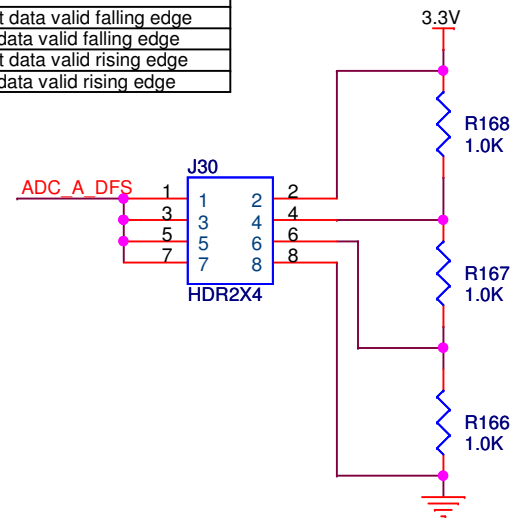 data valid falling edge
data valid falling edge
data valid rising edge
data valid rising edge
3.3V
R168
1.0K
J30
ADC_A_DFS
1 1 2 2
3 3 4 4
5 5 6 6
7 7 8 8
HDR2X4
R167
1.0K
R166
1.0K